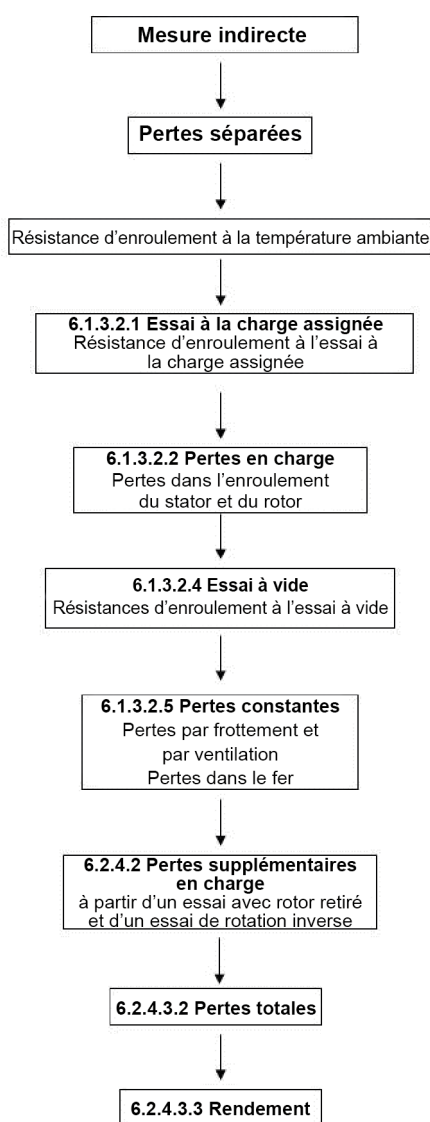 Mesure indirecte
Pertes séparées
Résistance d'enroulement à la température ambiante
6.1.3.2.1 Essai à la charge assignée
Résistance d'enroulement à l'essai à
la charge assignée
6.1.3.2.2 Pertes en charge
Pertes dans l'enroulement
du stator et du rotor
6.1.3.2.4 Essai à vide
Résistances d'enroulement à l'essai à vide
6.1.3.2.5 Pertes constantes
Pertes par frottement et
par ventilation
Pertes dans le fer
6.2.4.2 Pertes supplémentaires
en charge
à partir d'un essai avec rotor retiré
et d'un essai de rotation inverse
6.2.4.3.2 Pertes totales
6.2.4.3.3 Rendement